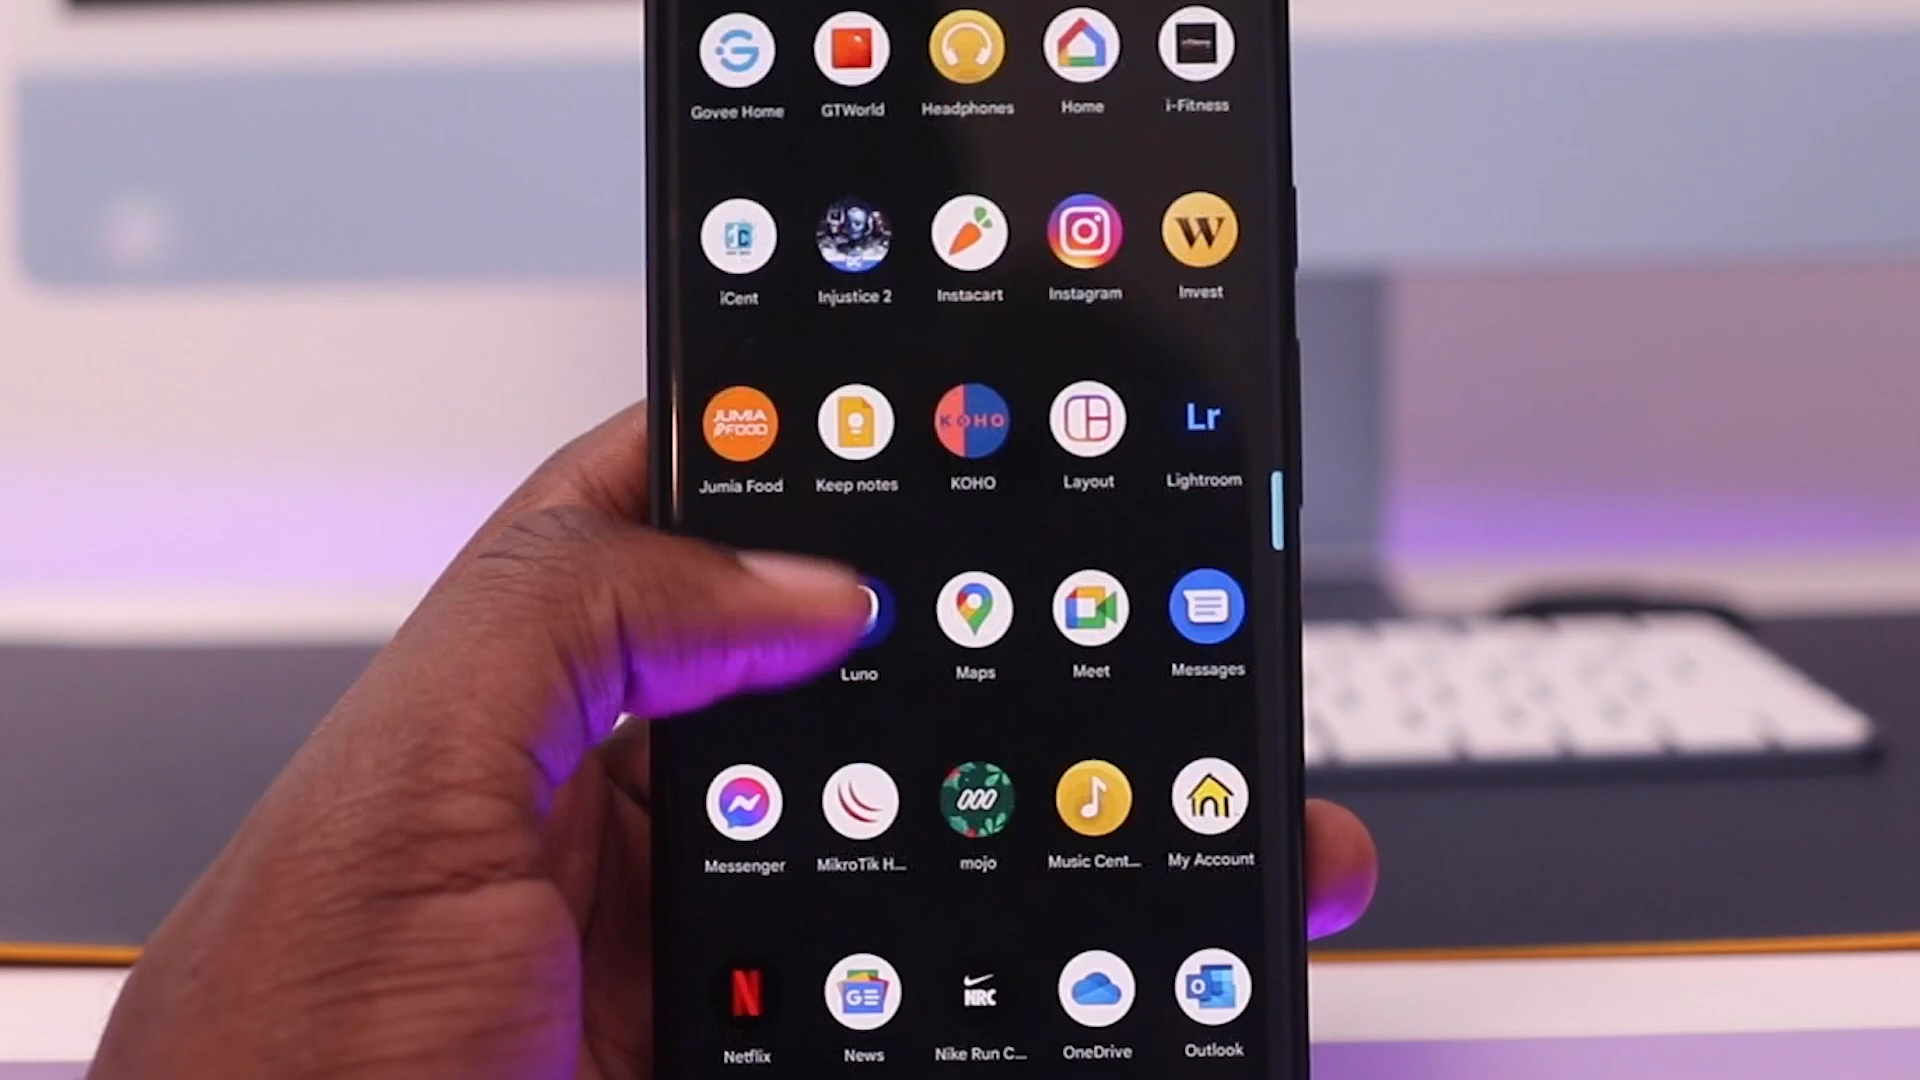 Govee Home
GTWorld
Headphones
Home
i-Fitness
iCent
Injustice 2
Instacart
Instagram
W
Invest
JUMIA
FOOD
Jumia Food
Keep notes
KOHO
KOHO
Layout
Lr
Lightroom
Luno
Maps
Meet
Messages
Messenger
MikroTik H...
mojo
Music Cent...
My Account
N
Netflix
GE
News
NRC
Nike Run C...
OneDrive
O
Outlook